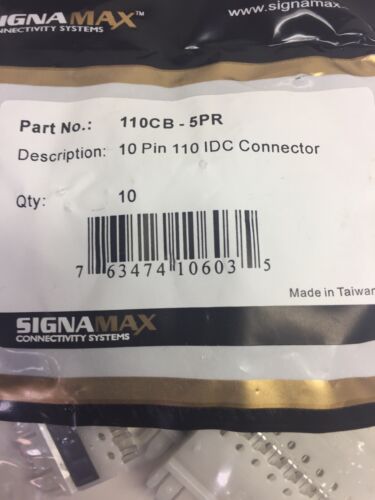 SIGNAMAX™
CONNECTIVITY SYSTEMS
www.signamax.
Part No.: 110CB - 5PR
Description: 10 Pin 110 IDC Connector
Qty: 10
7 63474 10603 5
Made in Taiwan
SIGNAMAX
CONNECTIVITY SYSTEMS